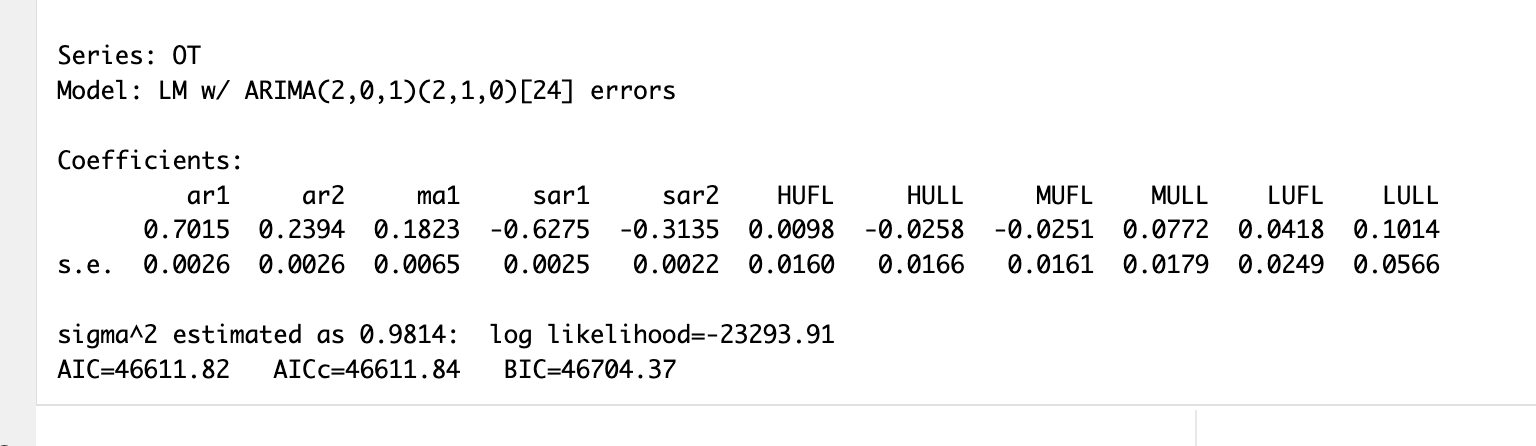 Series: OT
Model: LM w/ ARIMA(2,0,1)(2,1,0)[24] errors
Coefficients:
ar1 ar2 ma1 sar1 sar2 HUFL HULL MUFL MULL LUFL LULL
0.7015 0.2394 0.1823 -0.6275 -0.3135 0.0098 -0.0258 -0.0251 0.0772 0.0418 0.1014
s.e. 0.0026 0.0026 0.0065 0.0025 0.0022 0.0160 0.0166 0.0161 0.0179 0.0249 0.0566
sigma^2 estimated as 0.9814: log likelihood=-23293.91
AIC=46611.82 AICc=46611.84 BIC=46704.37